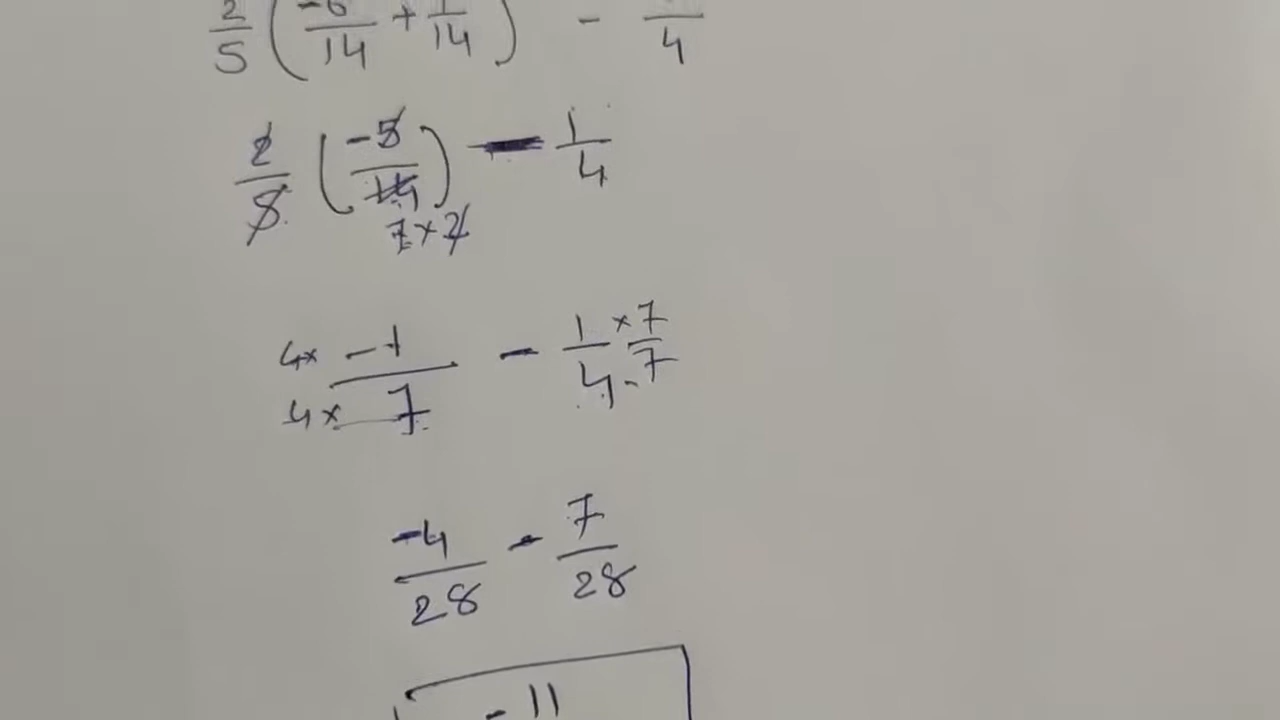 2/5 (-6/14 + 1/14) - /4
2/5 (-5/14) - 1/4
7×2
4× -1 / 4× 7 - 1/4 × 7/7
-4/28 - 7/28
-11